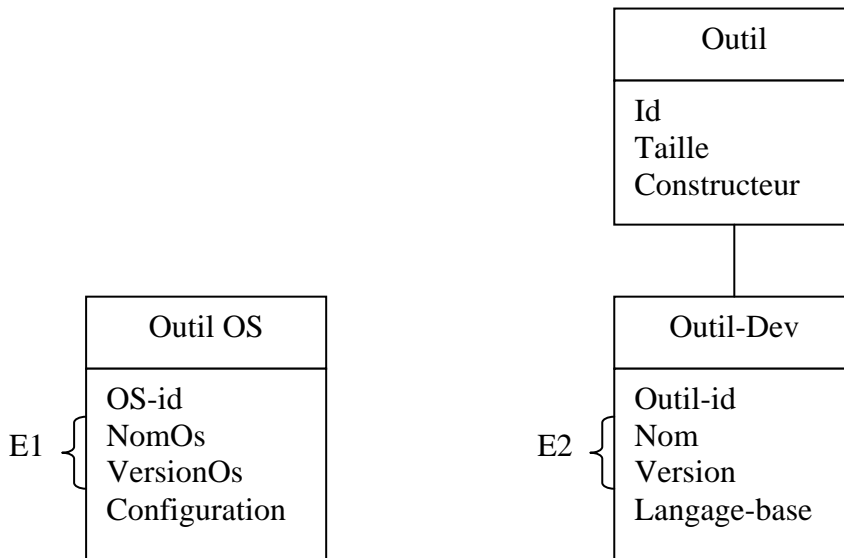 Outil
Id
Taille
Constructeur
Outil OS
OS-id
NomOs
VersionOs
Configuration
E1
Outil-Dev
Outil-id
Nom
Version
Langage-base
E2